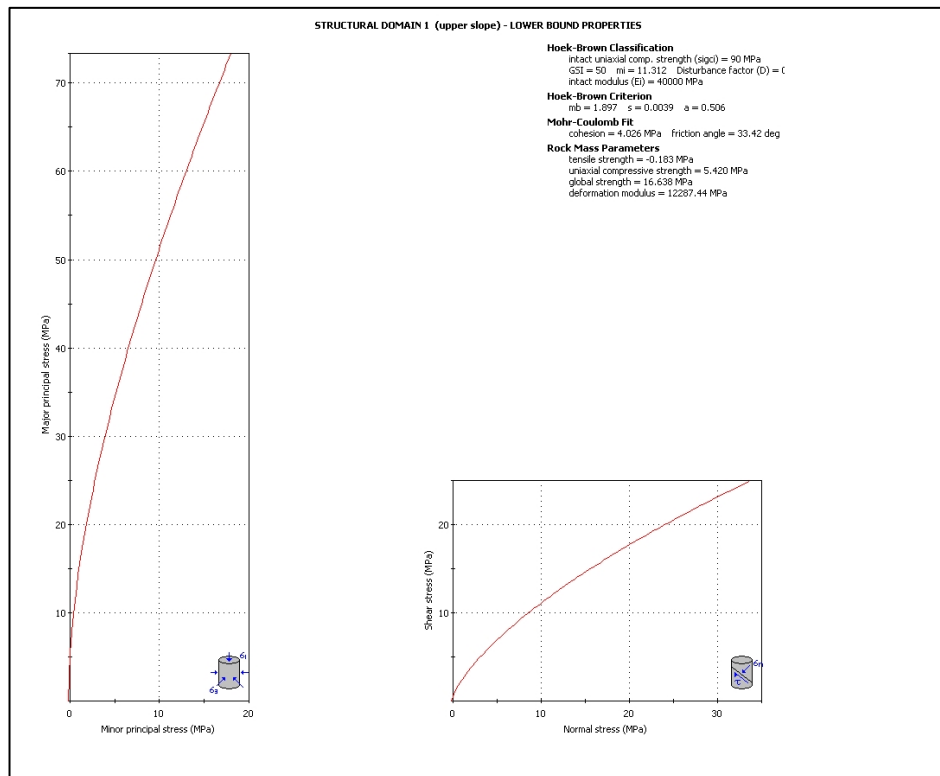 STRUCTURAL DOMAIN 1 (upper slope) - LOWER BOUND PROPERTIES
Hoek-Brown Classification
intact uniaxial comp. strength (sigci) = 90 MPa
GSI = 50 mi = 11.312 Disturbance factor (D) = (
intact modulus (Ei) = 40000 MPa
Hoek-Brown Criterion
mb = 1.897 s = 0.0039 a = 0.506
Mohr-Coulomb Fit
cohesion = 4.026 MPa friction angle = 33.42 deg
Rock Mass Parameters
tensile strength = -0.183 MPa
uniaxial compressive strength = 5.420 MPa
global strength = 16.638 MPa
deformation modulus = 12287.44 MPa
Major principal stress (MPa)
70
60
50
40
30
20
10
0
10
20
Minor principal stress (MPa)
σ1
σ3
Shear stress (MPa)
20
10
0
10
20
30
Normal stress (MPa)
σn
τ